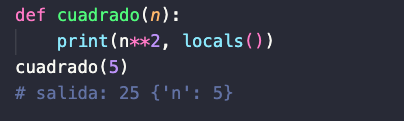 def cuadrado(n):
    print(n**2, locals())
cuadrado(5)
# salida: 25 {'n': 5}